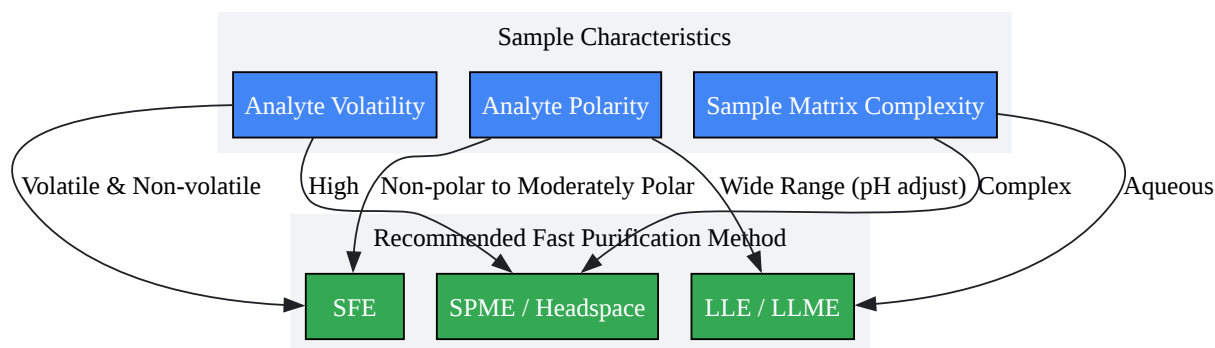 Sample Characteristics
Analyte Volatility
Analyte Polarity
Sample Matrix Complexity
Volatile & Non-volatile
High
Non-polar to Moderately Polar
Wide Range (pH adjust)
Complex
Aqueous
Recommended Fast Purification Method
SFE
SPME / Headspace
LLE / LLME